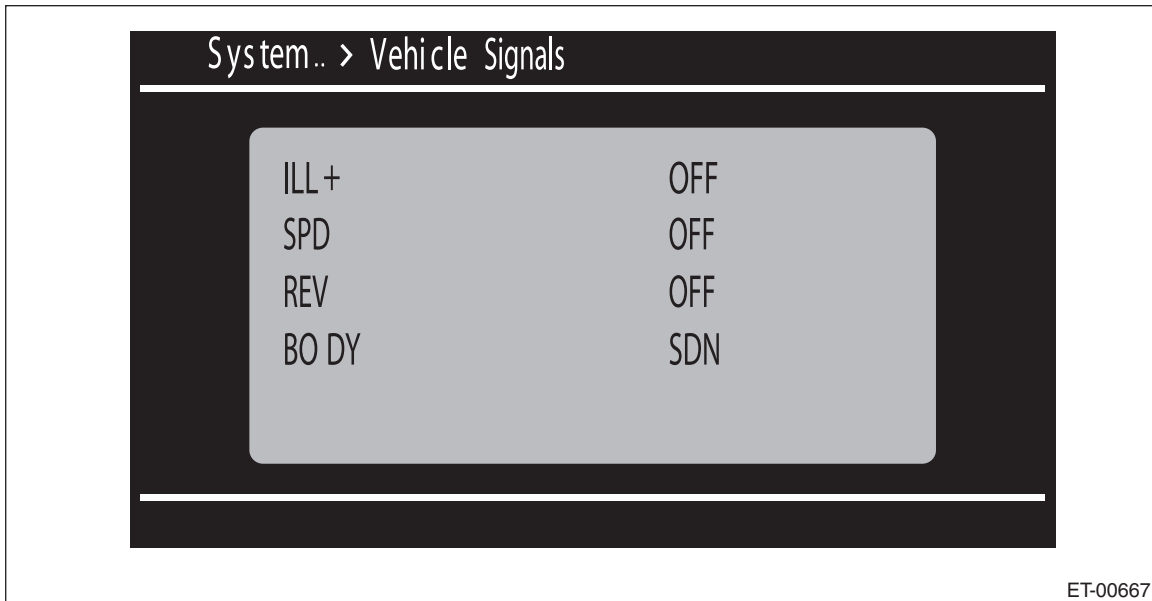 System.. > Vehicle Signals
ILL+ OFF
SPD OFF
REV OFF
BO DY SDN
ET-00667